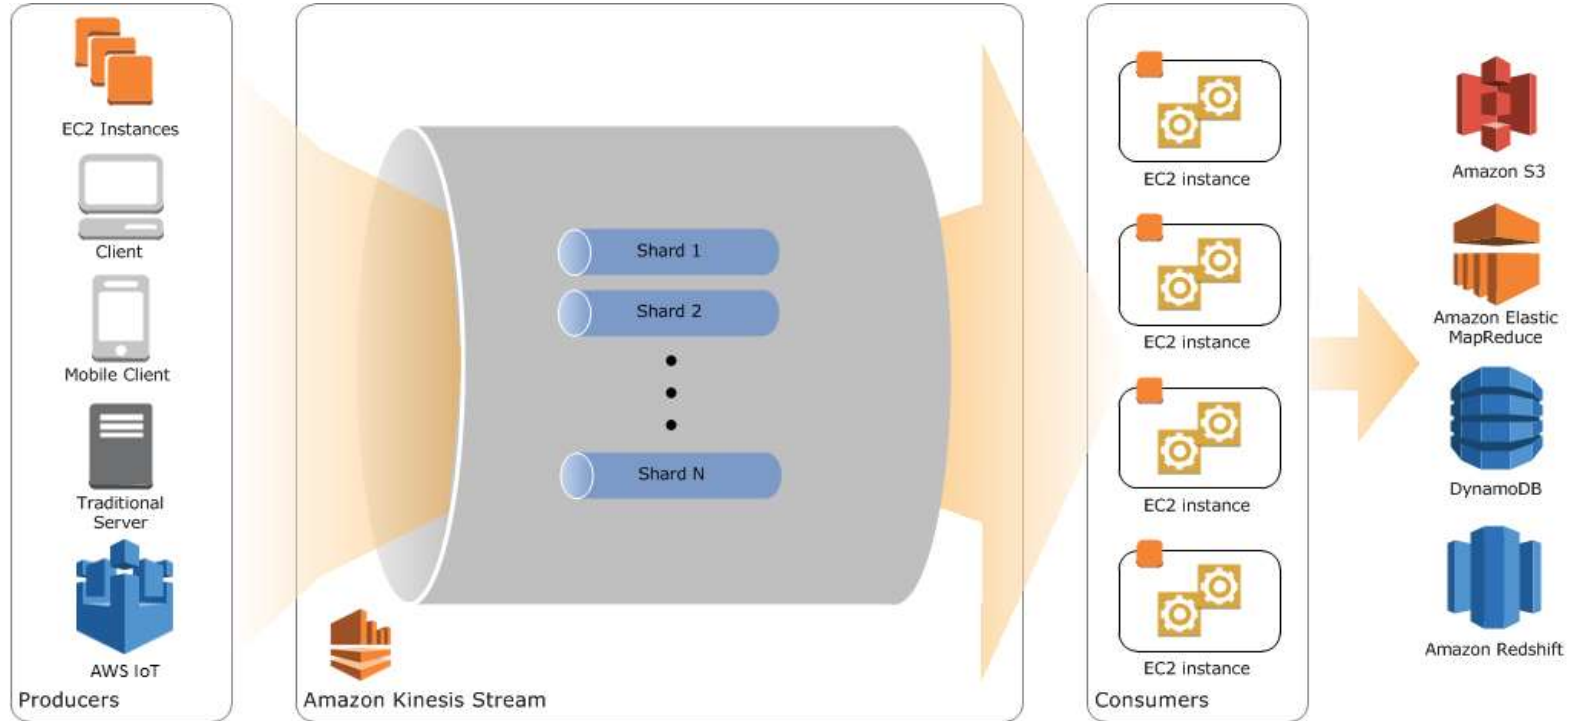 EC2 Instances
Client
Mobile Client
Traditional
Server
AWS IoT
Producers
Shard 1
Shard 2
Shard N
Amazon Kinesis Stream
EC2 instance
EC2 instance
EC2 instance
EC2 instance
Consumers
Amazon S3
Amazon Elastic
MapReduce
DynamoDB
Amazon Redshift